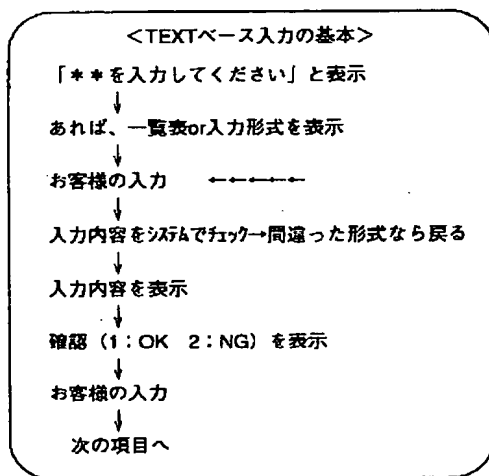 <TEXTベース入力の基本>
「**を入力してください」と表示
↓
あれば、一覧表or入力形式を表示
↓
お客様の入力 ←←←←←
↓
入力内容をシステムでチェック→間違った形式なら戻る
↓
入力内容を表示
↓
確認（1：OK 2：NG）を表示
↓
お客様の入力
↓
次の項目へ